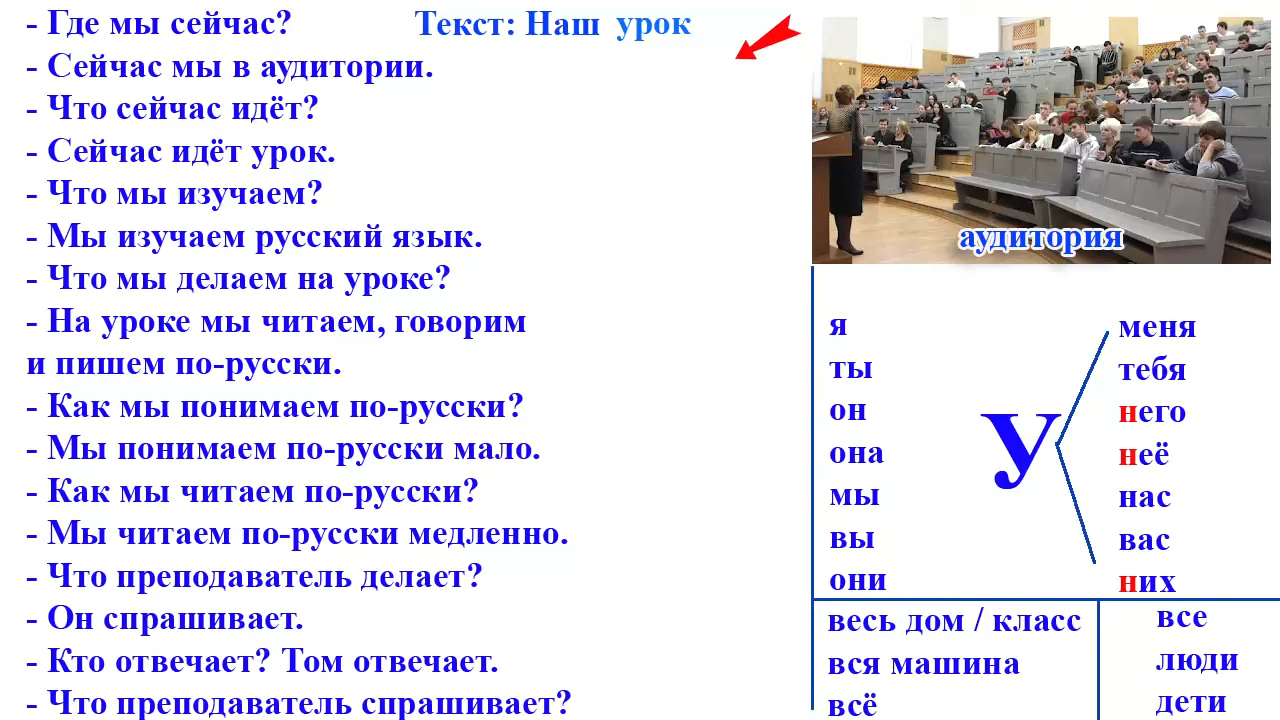 Текст: Наш урок
- Где мы сейчас?
- Сейчас мы в аудитории.
- Что сейчас идёт?
- Сейчас идёт урок.
- Что мы изучаем?
- Мы изучаем русский язык.
- Что мы делаем на уроке?
- На уроке мы читаем, говорим
и пишем по-русски.
- Как мы понимаем по-русски?
- Мы понимаем по-русски мало.
- Как мы читаем по-русски?
- Мы читаем по-русски медленно.
- Что преподаватель делает?
- Он спрашивает.
- Кто отвечает? Том отвечает.
- Что преподаватель спрашивает?
аудитория
я
ты
он
она
мы
вы
они
У
меня
тебя
него
неё
нас
вас
них
весь дом / класс
вся машина
всё
все
люди
дети